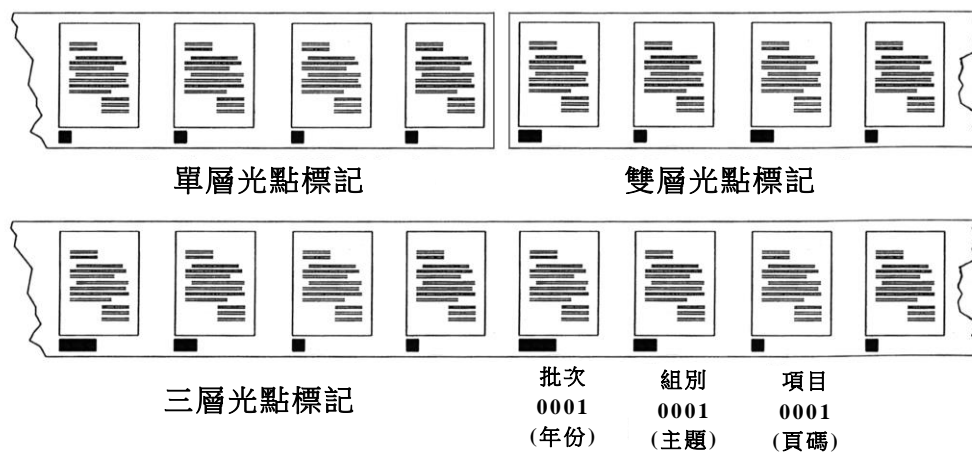 單層光點標記
雙層光點標記
三層光點標記
批次
0001
(年份)
組別
0001
(主題)
項目
0001
(頁碼)